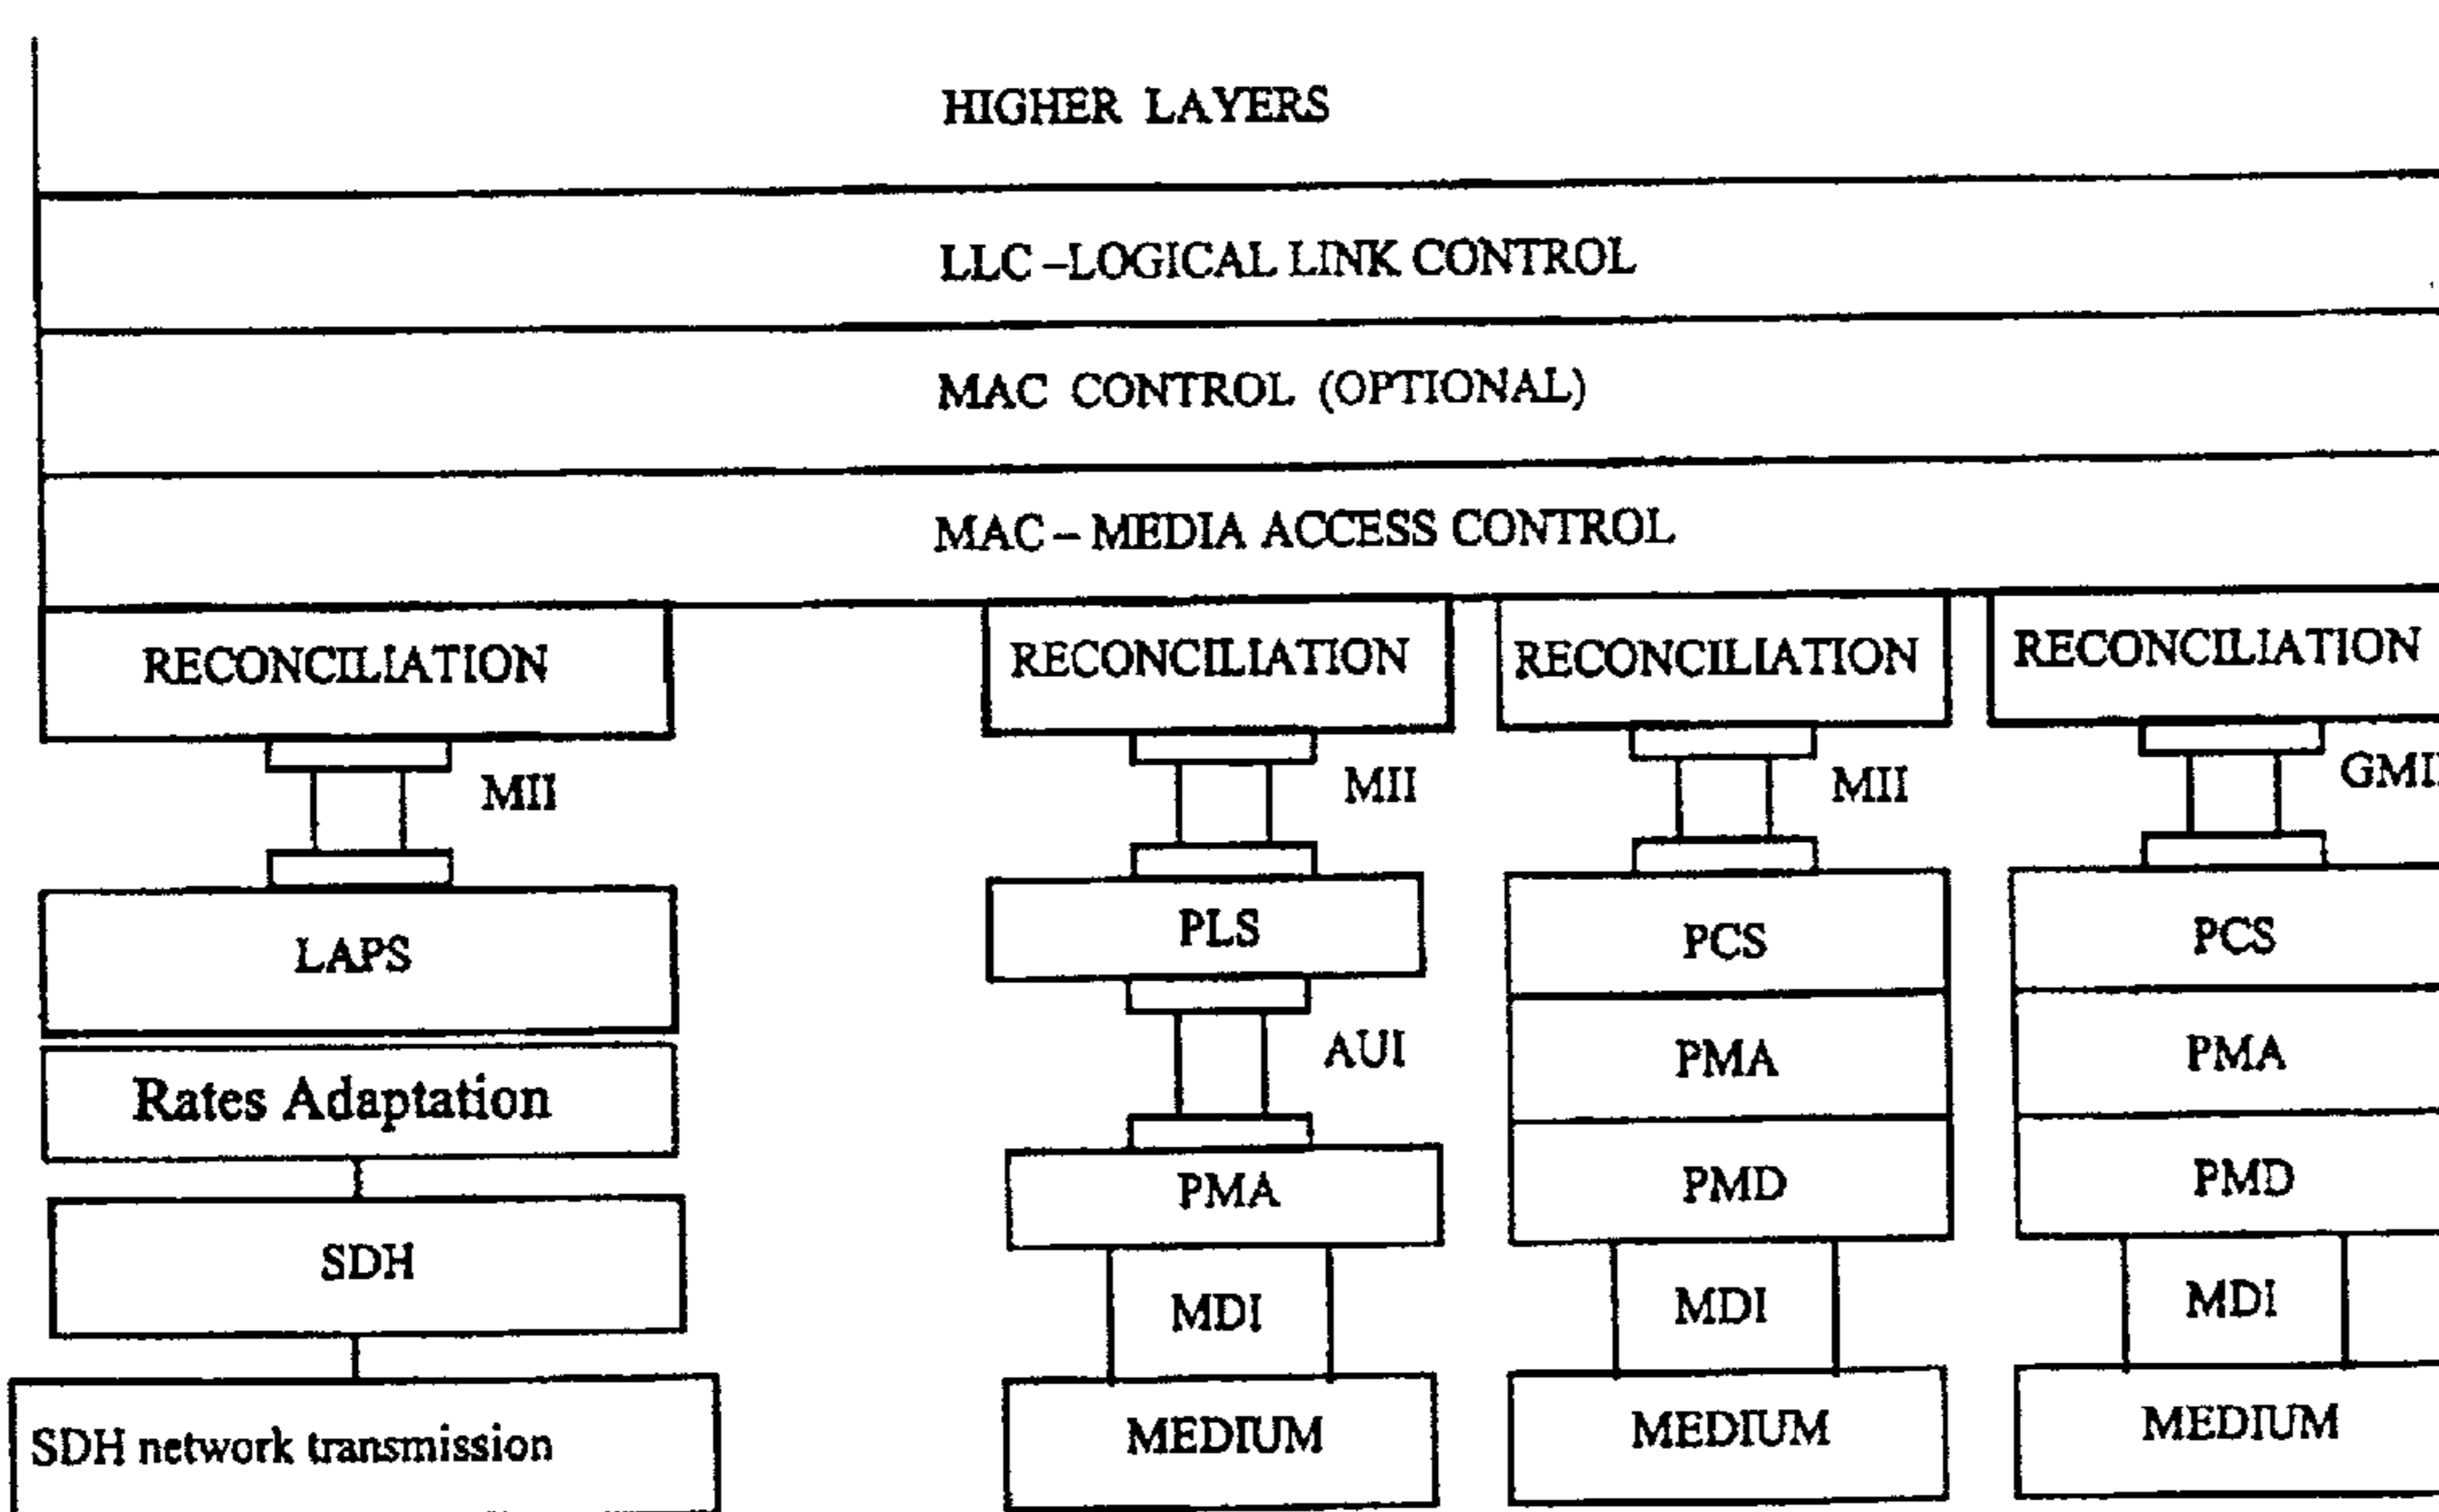 HIGHER LAYERS
LLC –LOGICAL LINK CONTROL
MAC CONTROL (OPTIONAL)
MAC – MEDIA ACCESS CONTROL
RECONCILIATION
RECONCILIATION
RECONCILIATION
RECONCILIATION
MII
MII
MII
GMII
LAPS
PLS
PCS
PCS
AUI
PMA
PMA
Rates Adaptation
PMA
PMD
PMD
SDH
MDI
MDI
MDI
SDH network transmission
MEDIUM
MEDIUM
MEDIUM